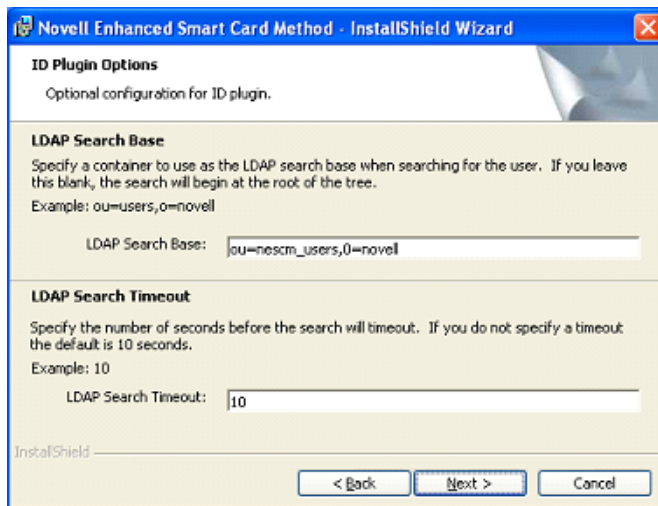 Novell Enhanced Smart Card Method - InstallShield Wizard
ID Plugin Options
Optional configuration for ID plugin.
LDAP Search Base
Specify a container to use as the LDAP search base when searching for the user. If you leave
this blank, the search will begin at the root of the tree.
Example: ou=users,o=novell
LDAP Search Base: ou=nescm_users,0=novell
LDAP Search Timeout
Specify the number of seconds before the search will timeout. If you do not specify a timeout
the default is 10 seconds.
Example: 10
LDAP Search Timeout: 10
InstallShield
< Back Next > Cancel